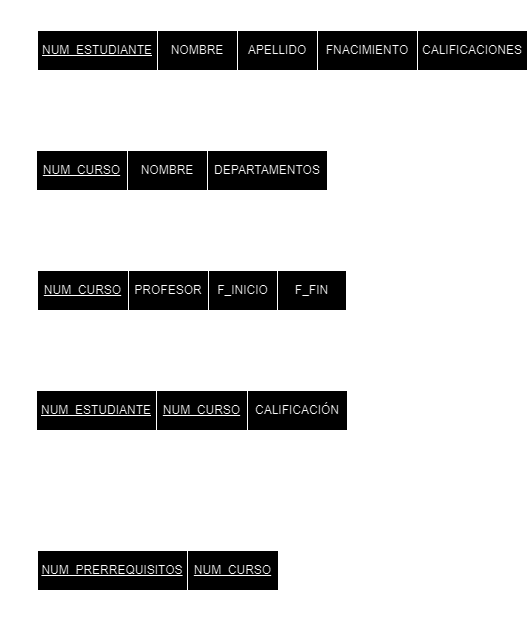 NUM_ESTUDIANTE NOMBRE APELLIDO FNACIMIENTO CALIFICACIONES
NUM_CURSO NOMBRE DEPARTAMENTOS
NUM_CURSO PROFESOR F_INICIO F_FIN
NUM_ESTUDIANTE NUM_CURSO CALIFICACIÓN
NUM_PRERREQUISITOS NUM_CURSO